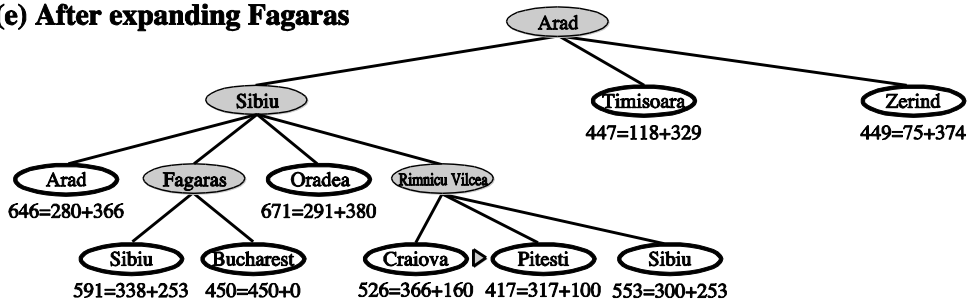 (e) After expanding Fagaras
Arad
Sibiu
Timisoara
Zerind
447=118+329
449=75+374
Arad
Fagaras
Oradea
Rimnicu Vilcea
646=280+366
671=291+380
Sibiu
Bucharest
Craiova
Pitesti
Sibiu
591=338+253
450=450+0
526=366+160
417=317+100
553=300+253